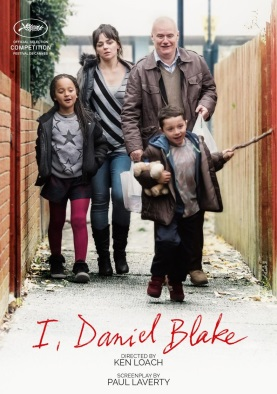 OFFICIAL SELECTION
COMPETITION
FESTIVAL DE CANNES
I, Daniel Blake
DIRECTED BY
KEN LOACH
SCREENPLAY BY
PAUL LAVERTY